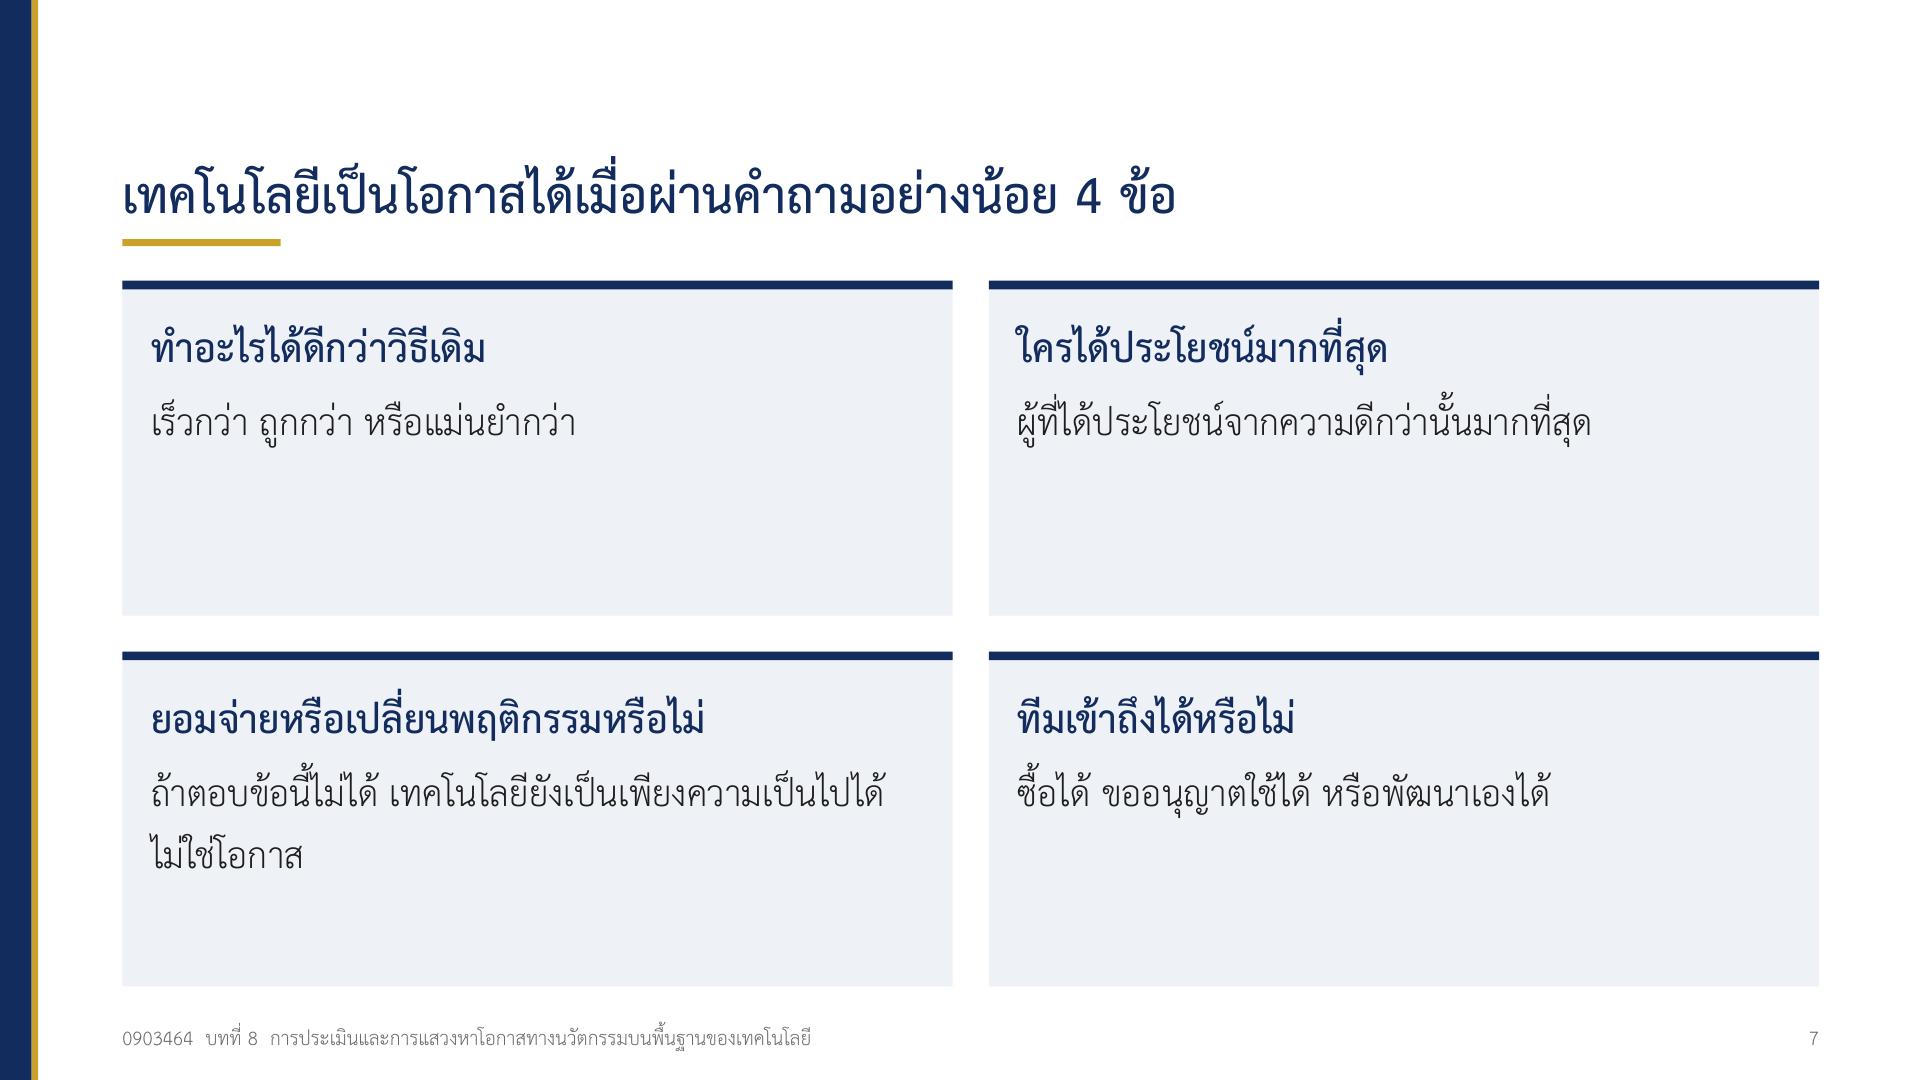 เทคโนโลยีเป็นโอกาสได้เมื่อผ่านคำถามอย่างน้อย 4 ข้อ
ทำอะไรได้ดีกว่าวิธีเดิม
เร็วกว่า ถูกกว่า หรือแม่นยำกว่า
ใครได้ประโยชน์มากที่สุด
ผู้ที่ได้ประโยชน์จากความดีกว่านั้นมากที่สุด
ยอมจ่ายหรือเปลี่ยนพฤติกรรมหรือไม่
ถ้าตอบข้อนี้ไม่ได้ เทคโนโลยียังเป็นเพียงความเป็นไปได้
ไม่ใช่โอกาส
ทีมเข้าถึงได้หรือไม่
ซื้อได้ ขออนุญาตใช้ได้ หรือพัฒนาเองได้
0903464 บทที่ 8 การประเมินและการแสวงหาโอกาสทางนวัตกรรมบนพื้นฐานของเทคโนโลยี
7